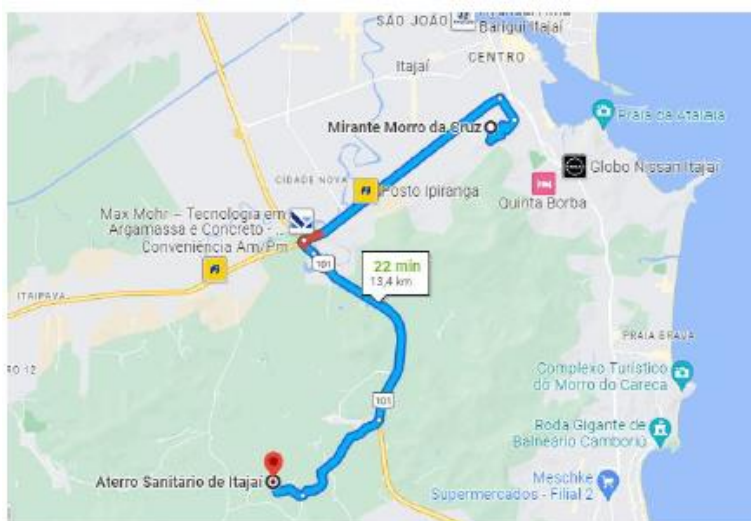 SÃO JOÃO
Barigui Itajaí
CENTRO
Itajaí
Mirante Morro da Cruz
Praia da Atalaia
Globo Nissan Itajaí
CIDADE NOVA
Posto Ipiranga
Quinta Borba
Max Mohr – Tecnologia em
Argamassa e Concreto - ...
Conveniência Am/Pm
101
22 min
13,4 km
ITAIPAVA
PRAIA BRAVA
Complexo Turístico
do Morro do Careca
101
Roda Gigante de
Balneário Camboriú
Aterro Sanitário de Itajaí
Meschke
Supermercados - Filial 2